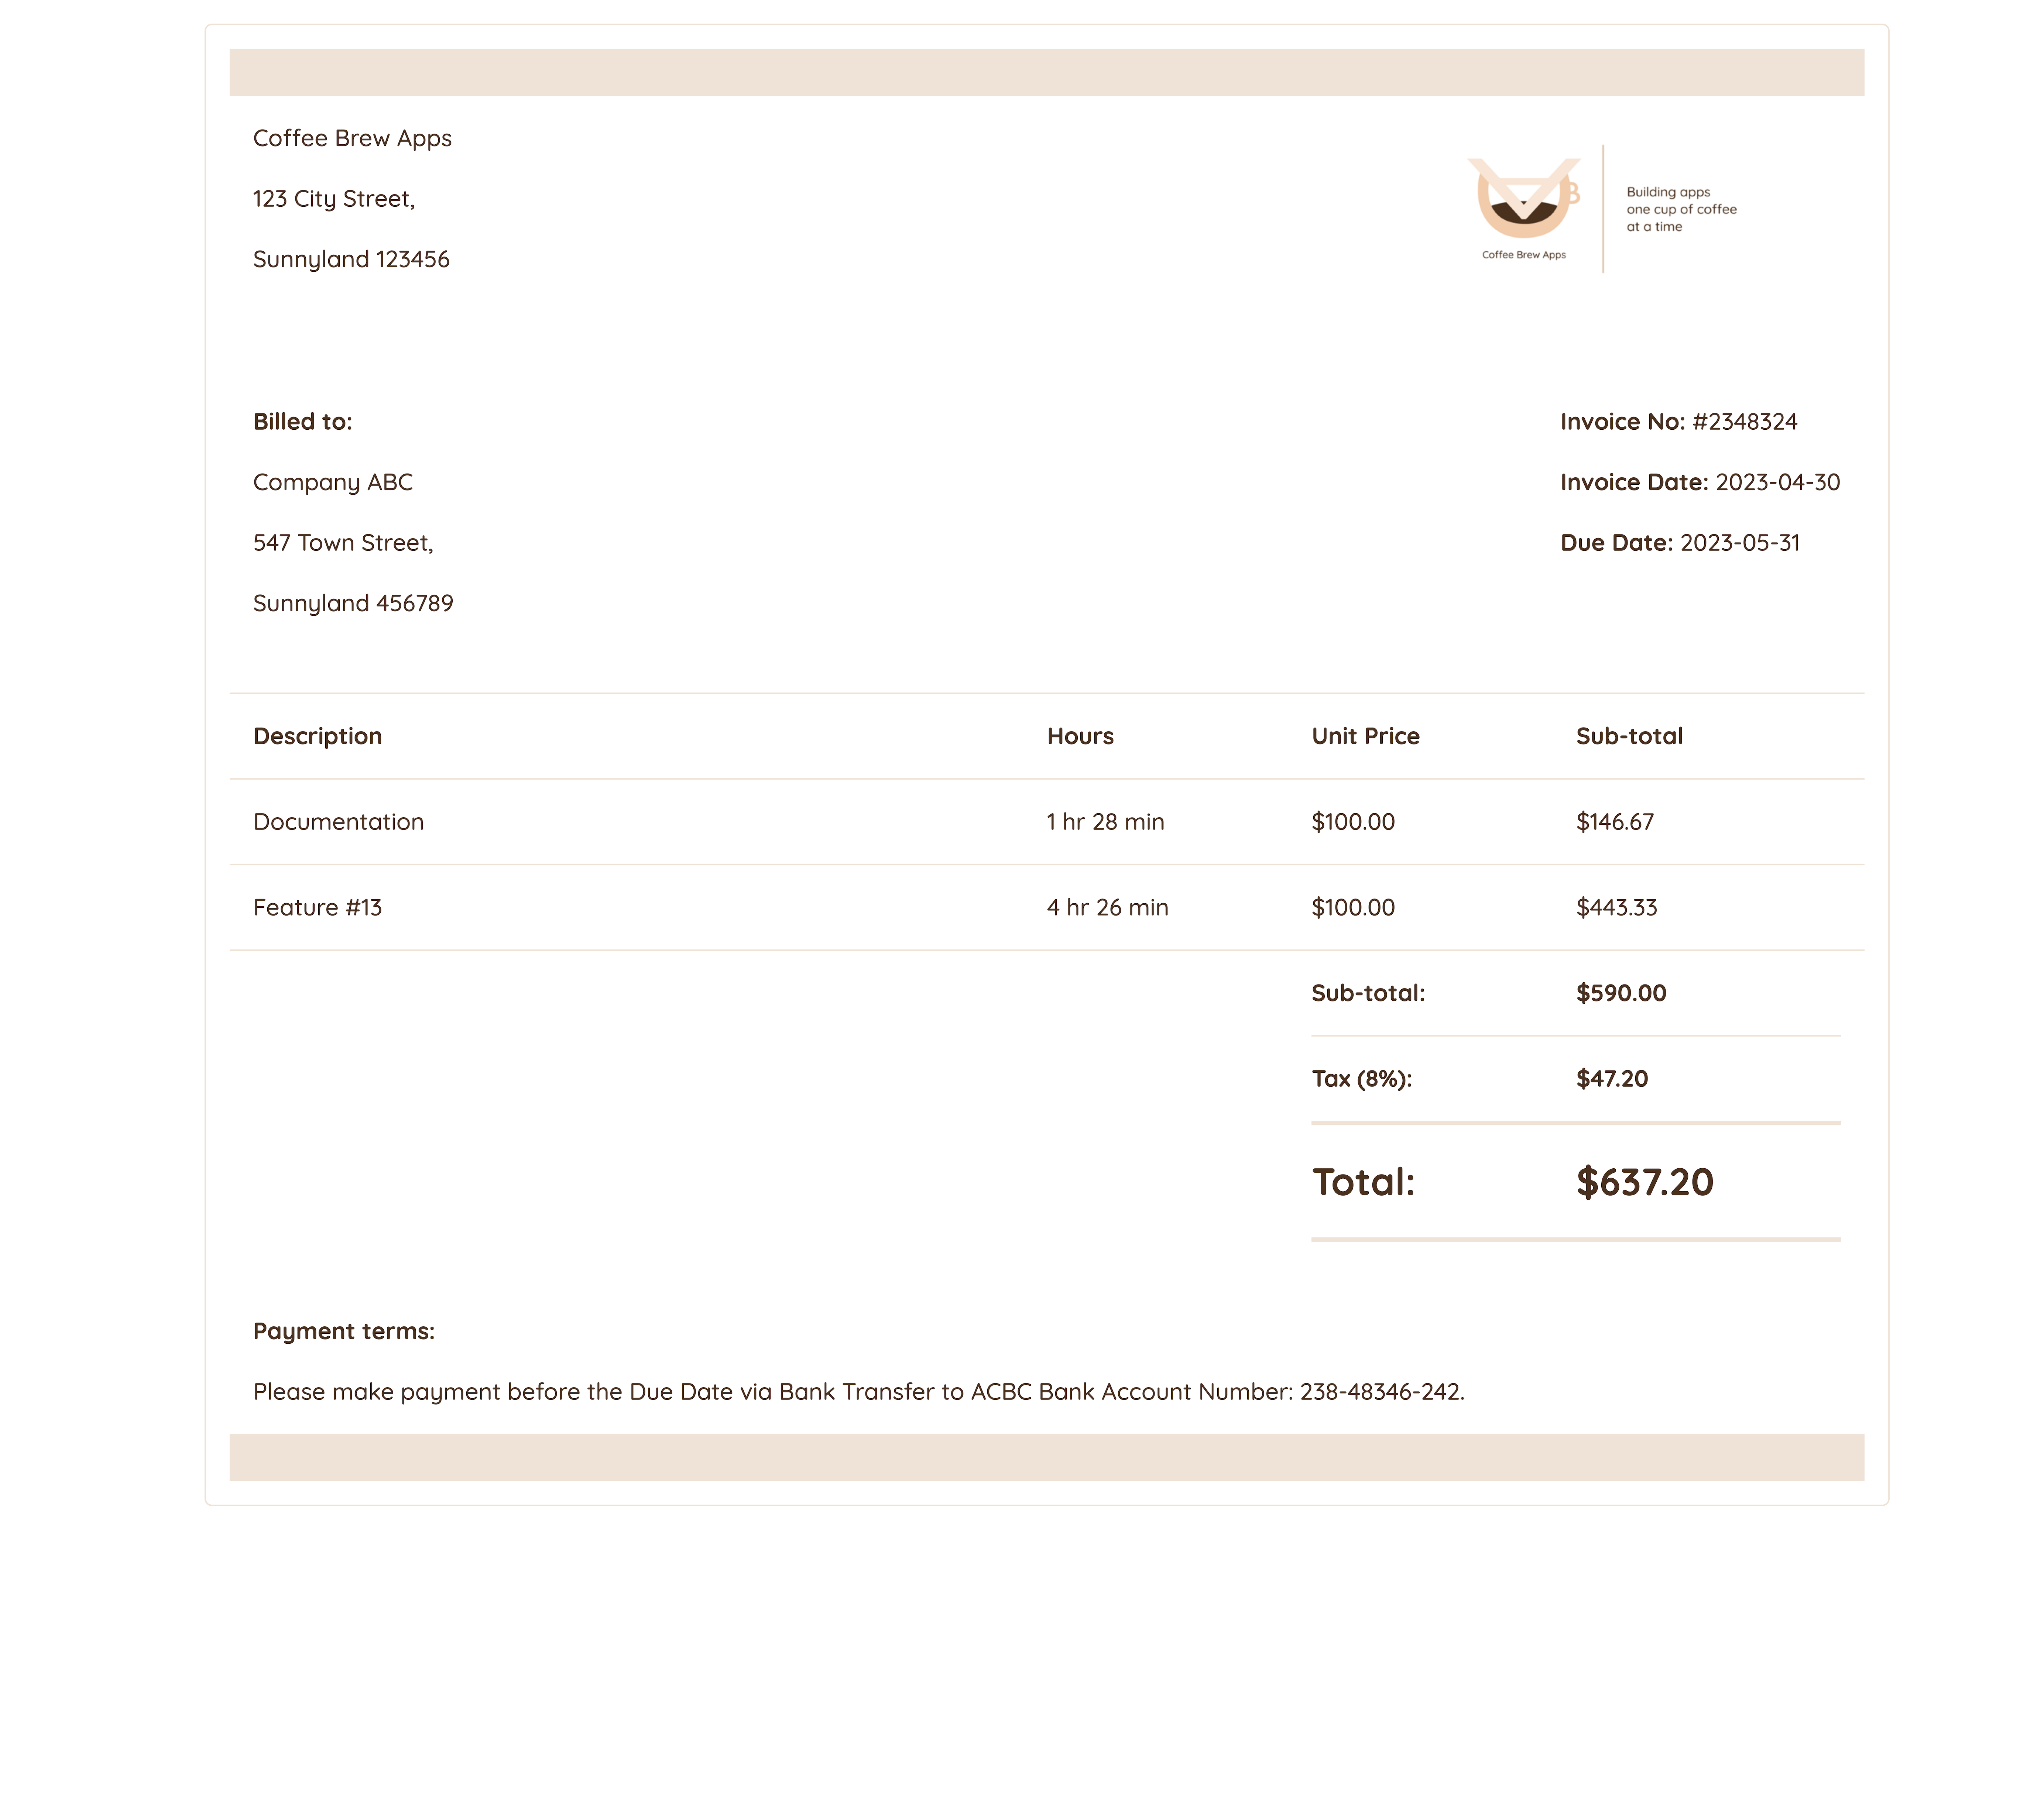 Coffee Brew Apps
123 City Street,
Sunnyland 123456
B
Coffee Brew Apps
Building apps
one cup of coffee
at a time
Billed to:
Company ABC
547 Town Street,
Sunnyland 456789
Invoice No: #2348324
Invoice Date: 2023-04-30
Due Date: 2023-05-31
Description Hours Unit Price Sub-total
Documentation 1 hr 28 min $100.00 $146.67
Feature #13 4 hr 26 min $100.00 $443.33
Sub-total: $590.00
Tax (8%): $47.20
Total: $637.20
Payment terms:
Please make payment before the Due Date via Bank Transfer to ACBC Bank Account Number: 238-48346-242.